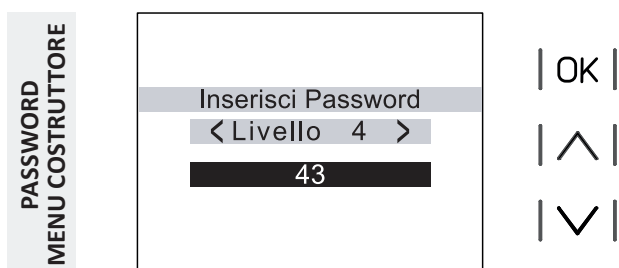 PASSWORD
MENU COSTRUTTORE
Inserisci Password
<Livello 4 >
43
| OK |